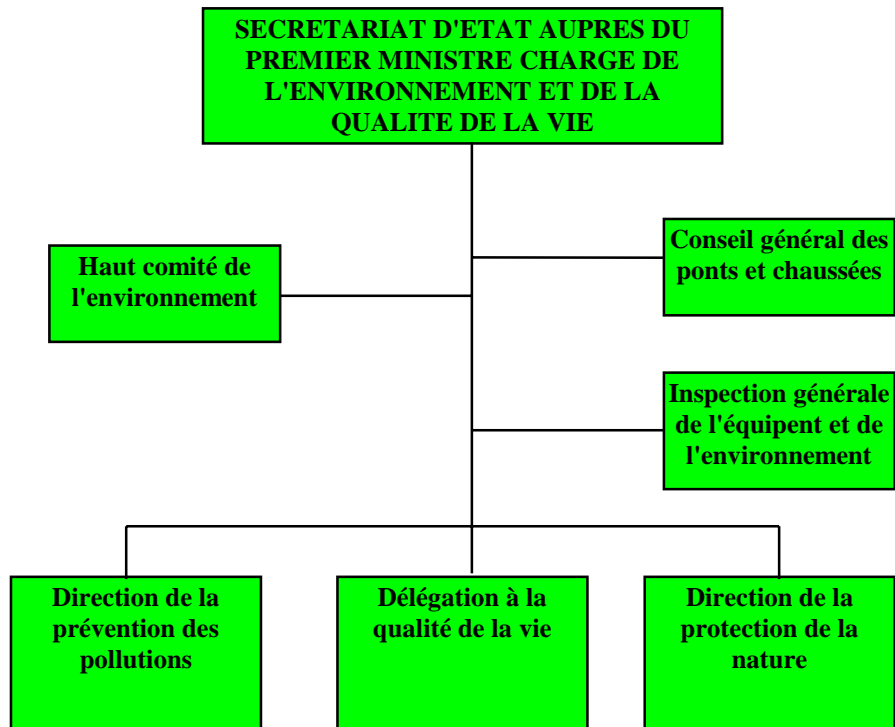 SECRETARIAT D'ETAT AUPRES DU
PREMIER MINISTRE CHARGE DE
L'ENVIRONNEMENT ET DE LA
QUALITE DE LA VIE
Haut comité de
l'environnement
Conseil général des
ponts et chaussées
Inspection générale
de l'équipent et de
l'environnement
Direction de la
prévention des
pollutions
Délégation à la
qualité de la vie
Direction de la
protection de la
nature